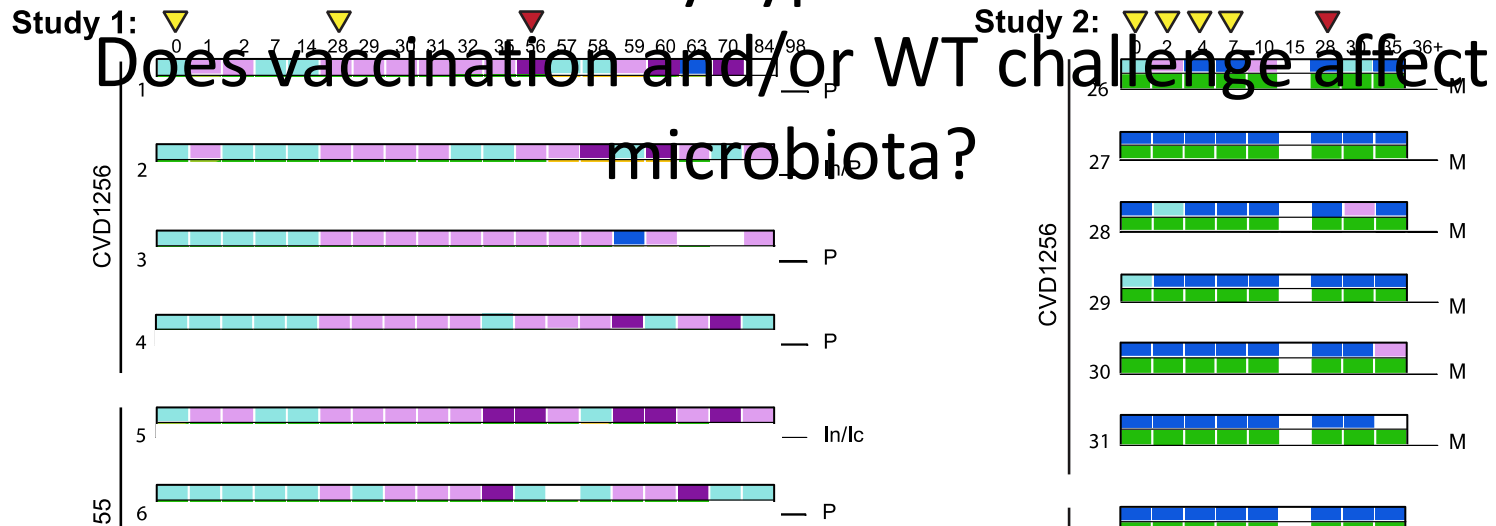 Study 1:
0 1 2 7 14 28 29 30 31 32 35 56 57 58 59 60 63 70 84 98
Study 2:
0 2 4 7 10 15 28 30 35 36+
Does vaccination and/or WT challenge affect
microbiota?
CVD1256
1 P
2 In/P
3 P
4 P
5 In/Ic
55
6 P
CVD1256
26 M
27 M
28 M
29 M
30 M
31 M